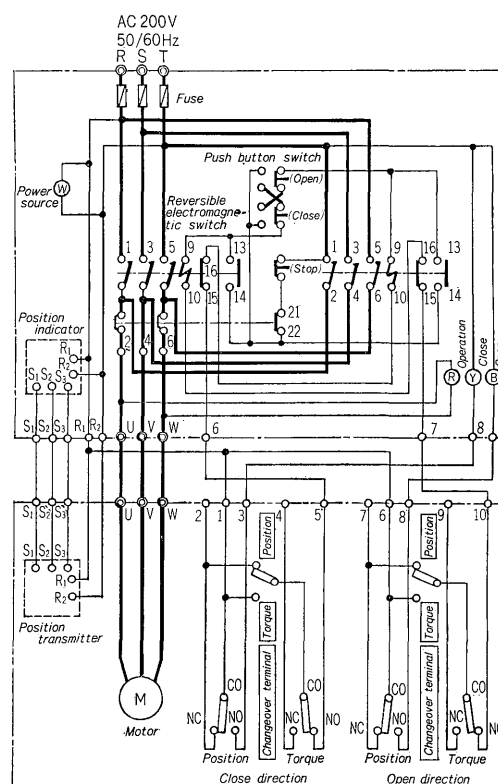 AC 200V
50/60Hz
R S T
Fuse
Push button switch
(Open)
W
Power source
Reversible electromagne-
tic switch
(Close)
1 3 5 9 13
16
(Stop)
1 3 5 9 16 13
10 15 14
2 4 6 10 15 14
21
22
Position indicator
2 4 6
R1
R2
S1 S2 S3
Operation
Close
R Y B
S1 S2 S3 R1 R2 U V W 6 7 8
S1 S2 S3 U V W 2 1 3 4 5 7 6 8 9 10
R1
R2
Position
Torque
Position
Torque
Position transmitter
M
Motor
Changeover terminal
Changeover terminal
CO CO CO CO
NC NO NC NO NC NO NC
Position Torque Position Torque
Close direction Open direction